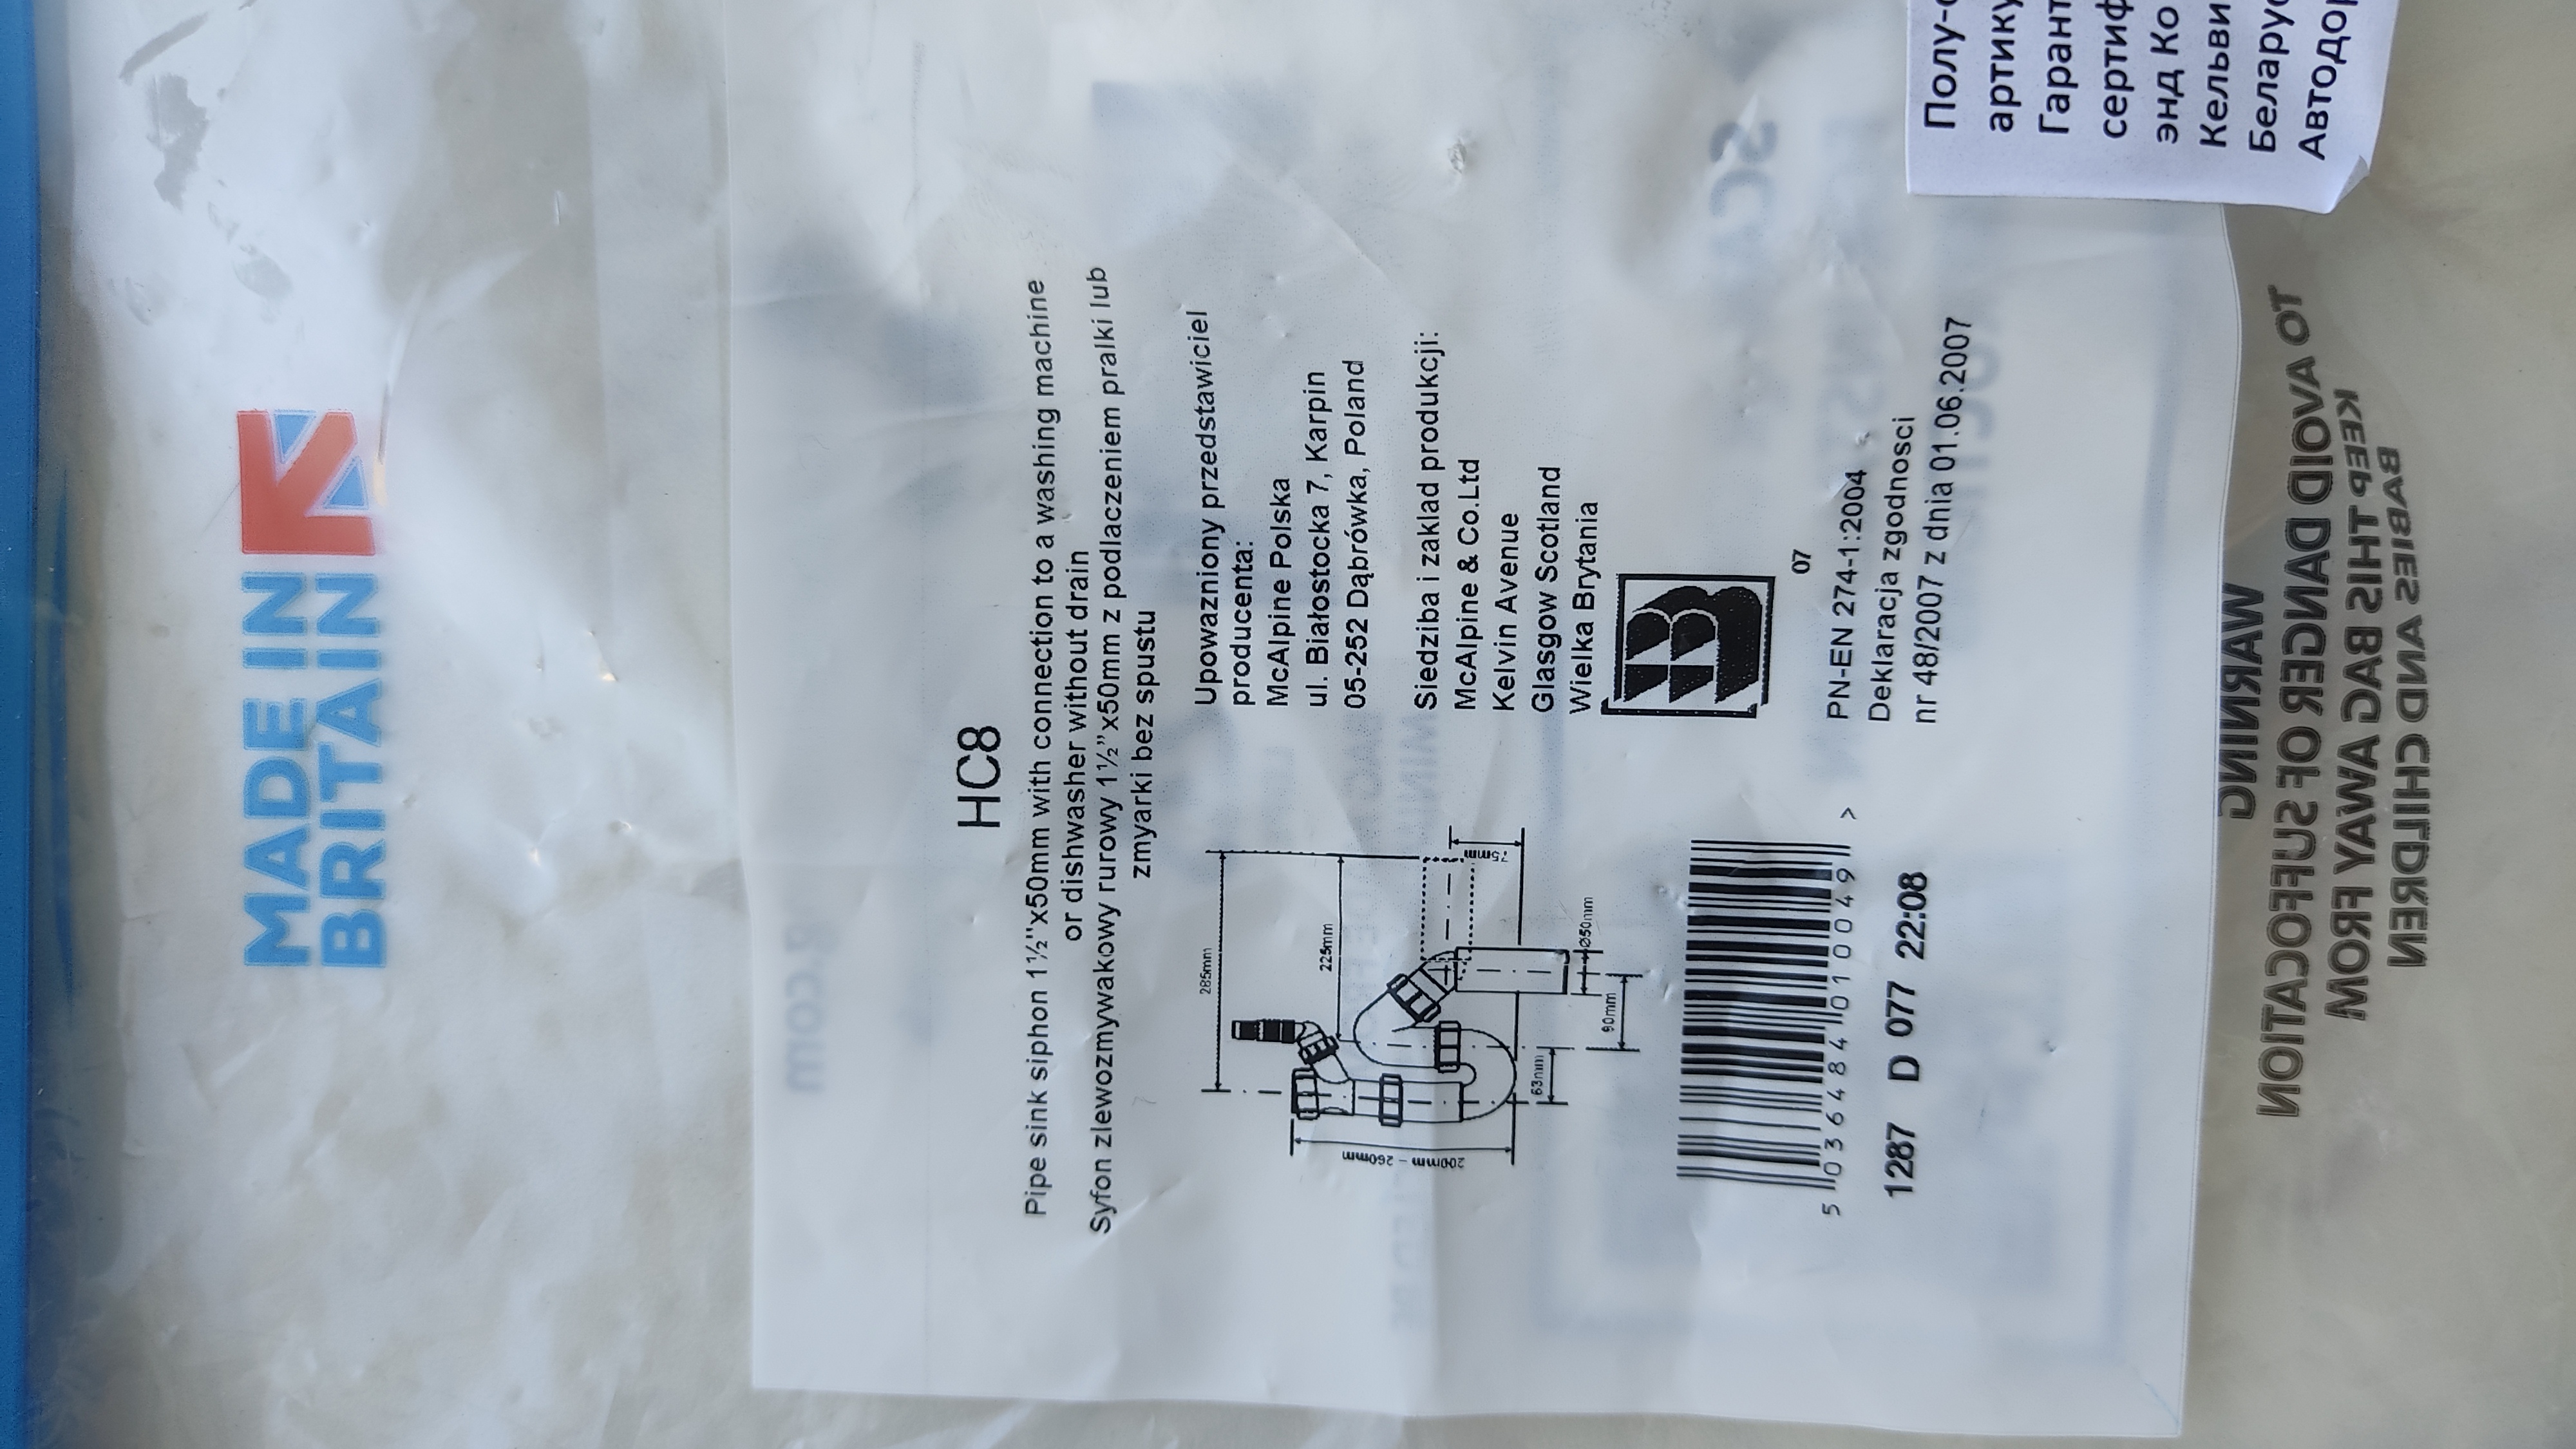 MADE IN
BRITAIN
HC8
Pipe sink siphon 1½"x50mm with connection to a washing machine
or dishwasher without drain
Syfon zlewozmywakowy rurowy 1½"x50mm z podlaczeniem pralki lub
zmyarki bez spustu
285mm
225mm
75mm
Ø50mm
90mm
63mm
200mm - 260mm
Upowazniony przedstawiciel
producenta:
McAlpine Polska
ul. Białostocka 7, Karpin
05-252 Dąbrówka, Poland
Siedziba i zaklad produkcji:
McAlpine & Co.Ltd
Kelvin Avenue
Glasgow Scotland
Wielka Brytania
07
PN-EN 274-1:2004
Deklaracja zgodnosci
nr 48/2007 z dnia 01.06.2007
5 036484 010049 >
1287 D 077 22:08
Полу-
артику
Гарант
сертиф
энд Ко
Кельви
Беларус
Автодор
WARNING
TO AVOID DANGER OF SUFFOCATION
KEEP THIS BAG AWAY FROM
BABIES AND CHILDREN